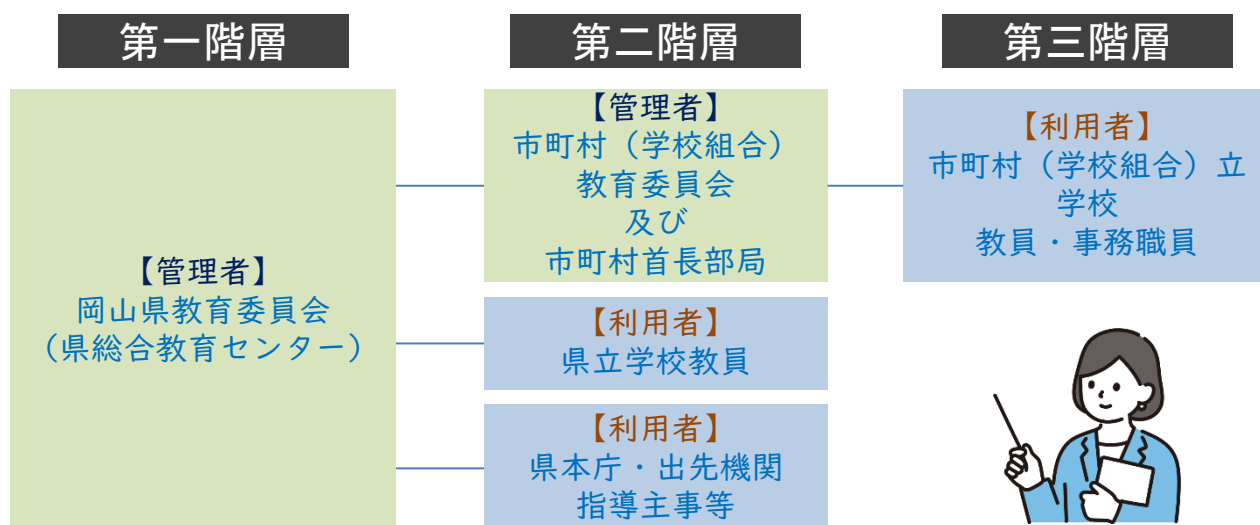 第一階層
第二階層
第三階層
【管理者】
岡山県教育委員会
(県総合教育センター)
【管理者】
市町村（学校組合）
教育委員会
及び
市町村首長部局
【利用者】
県立学校教員
【利用者】
県本庁・出先機関
指導主事等
【利用者】
市町村（学校組合）立
学校
教員・事務職員